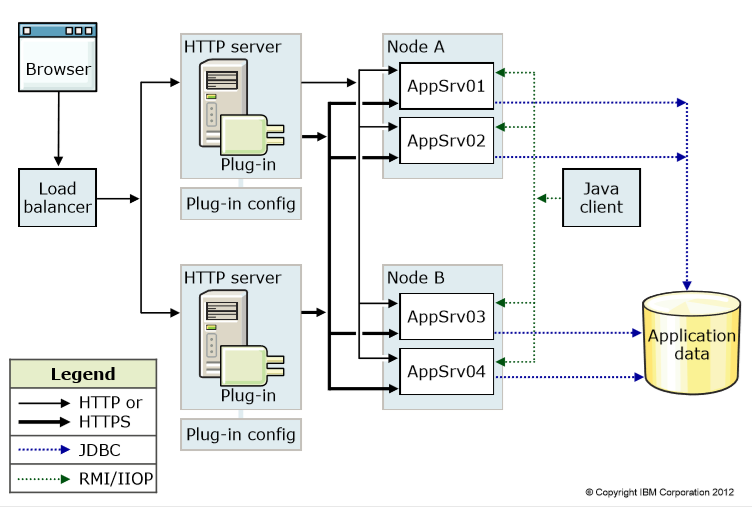 Browser
Load
balancer
HTTP server
Plug-in
Plug-in config
HTTP server
Plug-in
Plug-in config
Node A
AppSrv01
AppSrv02
Node B
AppSrv03
AppSrv04
Java
client
Application
data
Legend
HTTP or
HTTPS
JDBC
RMI/IIOP
© Copyright IBM Corporation 2012